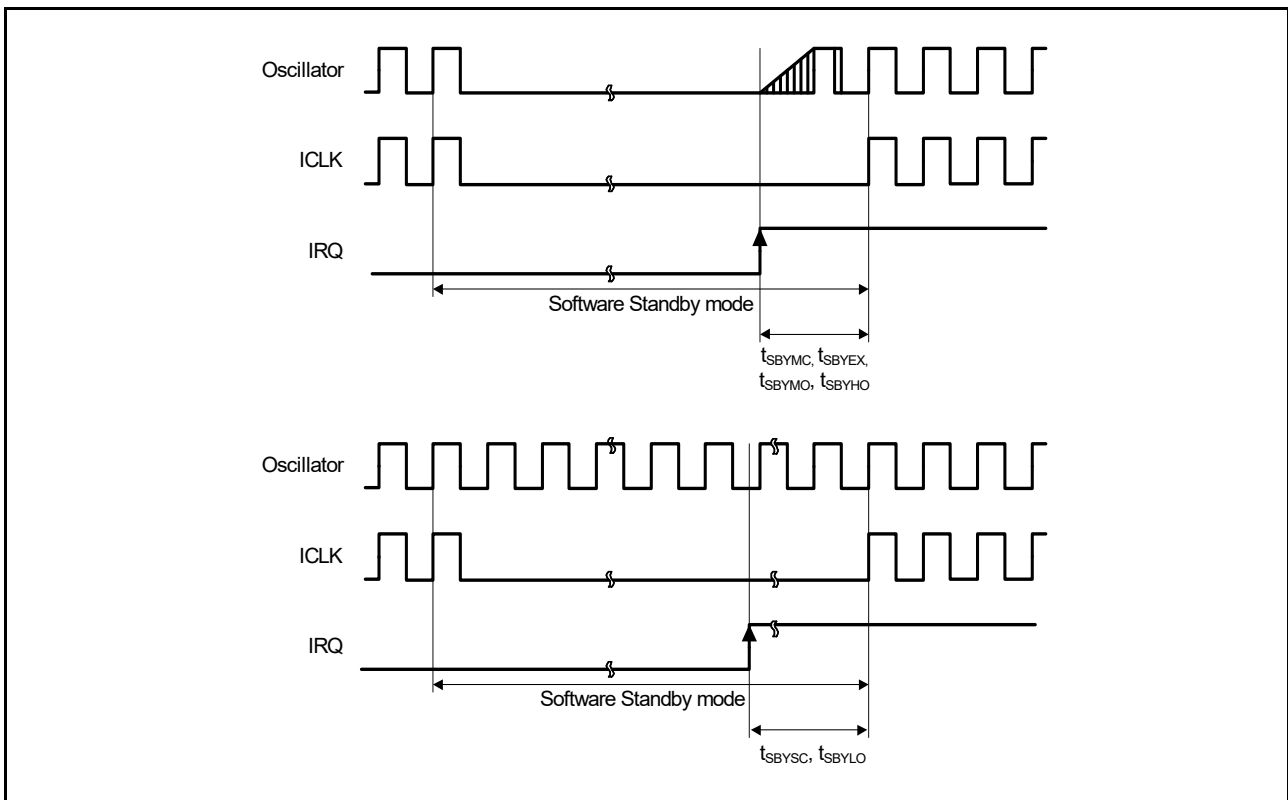 Oscillator
ICLK
IRQ
Software Standby mode
tSBYMC, tSBYEX,
tSBYMO, tSBYHO
Oscillator
ICLK
IRQ
Software Standby mode
tSBYSC, tSBYLO